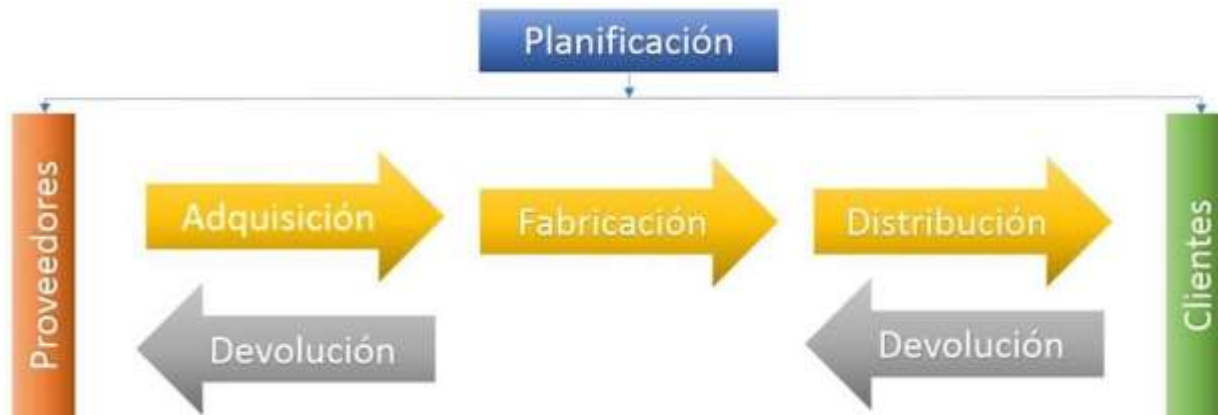 Planificación
Proveedores
Adquisición
Fabricación
Distribución
Clientes
Devolución
Devolución